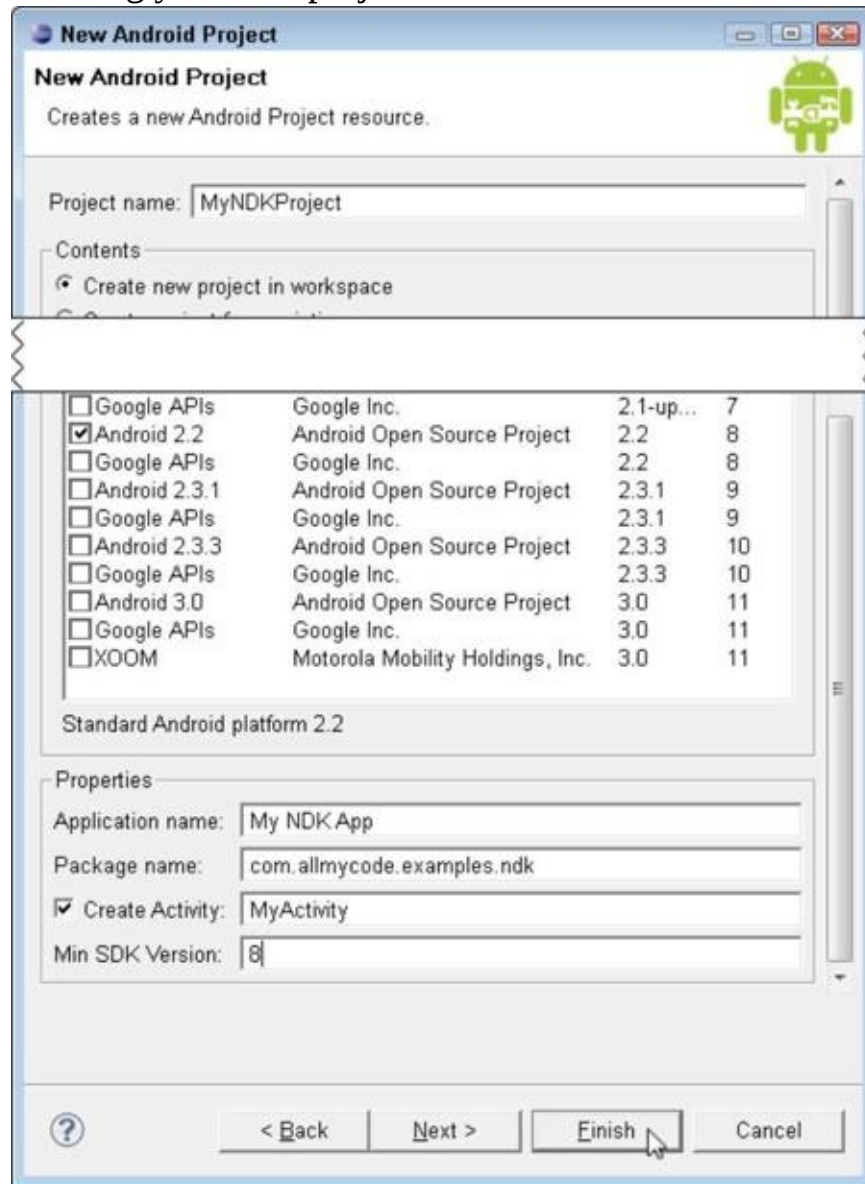 New Android Project
New Android Project
Creates a new Android Project resource.
Project name: MyNDKProject
Contents
Create new project in workspace
Google APIs Google Inc. 2.1-up... 7
Android 2.2 Android Open Source Project 2.2 8
Google APIs Google Inc. 2.2 8
Android 2.3.1 Android Open Source Project 2.3.1 9
Google APIs Google Inc. 2.3.1 9
Android 2.3.3 Android Open Source Project 2.3.3 10
Google APIs Google Inc. 2.3.3 10
Android 3.0 Android Open Source Project 3.0 11
Google APIs Google Inc. 3.0 11
XOOM Motorola Mobility Holdings, Inc. 3.0 11
Standard Android platform 2.2
Properties
Application name: My NDK App
Package name: com.allmycode.examples.ndk
Create Activity: MyActivity
Min SDK Version: 8
? < Back Next > Finish Cancel